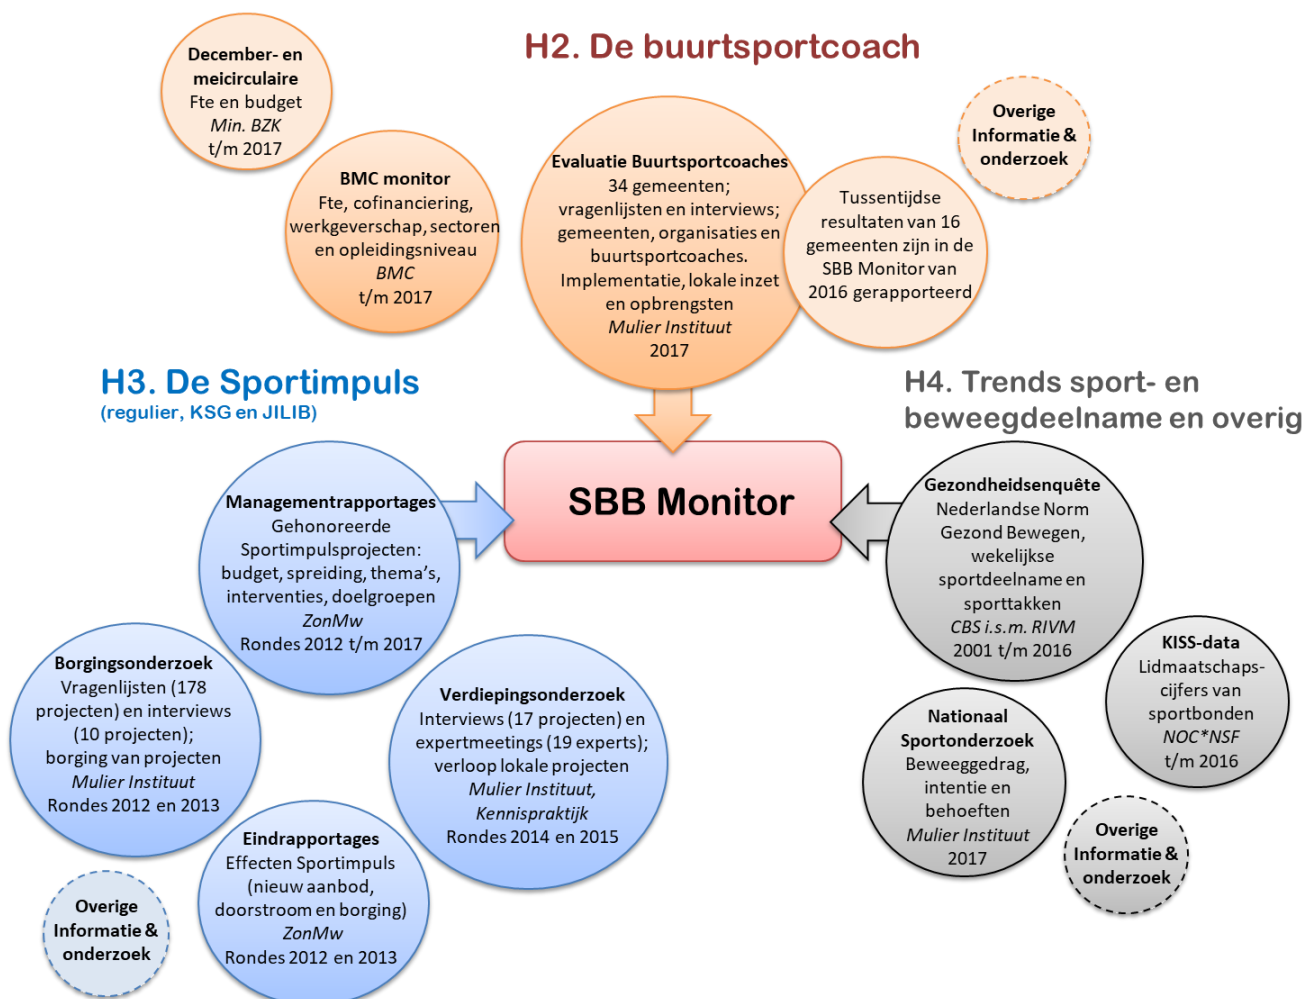 H2. De buurtsportcoach
December- en
meicirculaire
Fte en budget
Min. BZK
t/m 2017
BMC monitor
Fte, cofinanciering,
werkgeverschap, sectoren
en opleidingsniveau
BMC
t/m 2017
Evaluatie Buurtsportcoaches
34 gemeenten;
vragenlijsten en interviews;
gemeenten, organisaties en
buurtsportcoaches.
Implementatie, lokale inzet
en opbrengsten
Mulier Instituut
2017
Tussentijdse
resultaten van 16
gemeenten zijn in de
SBB Monitor van
2016 gerapporteerd
Overige
Informatie &
onderzoek
H3. De Sportimpuls
(regulier, KSG en JILIB)
H4. Trends sport- en
beweegdeelname en overig
SBB Monitor
Managementrapportages
Gehonoreerde
Sportimpulsprojecten:
budget, spreiding, thema's,
interventies, doelgroepen
ZonMw
Rondes 2012 t/m 2017
Borgingsonderzoek
Vragenlijsten (178
projecten) en interviews
(10 projecten);
borging van projecten
Mulier Instituut
Rondes 2012 en 2013
Verdiepingsonderzoek
Interviews (17 projecten) en
expertmeetings (19 experts);
verloop lokale projecten
Mulier Instituut,
Kennispraktijk
Rondes 2014 en 2015
Eindrapportages
Effecten Sportimpuls
(nieuw aanbod,
doorstroom en borging)
ZonMw
Rondes 2012 en 2013
Overige
Informatie &
onderzoek
Gezondheidsenquête
Nederlandse Norm
Gezond Bewegen,
wekelijkse
sportdeelname en
sporttakken
CBS i.s.m. RIVM
2001 t/m 2016
KISS-data
Lidmaatschaps-
cijfers van
sportbonden
NOC*NSF
t/m 2016
Nationaal
Sportonderzoek
Beweeggedrag,
intentie en
behoeften
Mulier Instituut
2017
Overige
Informatie &
onderzoek